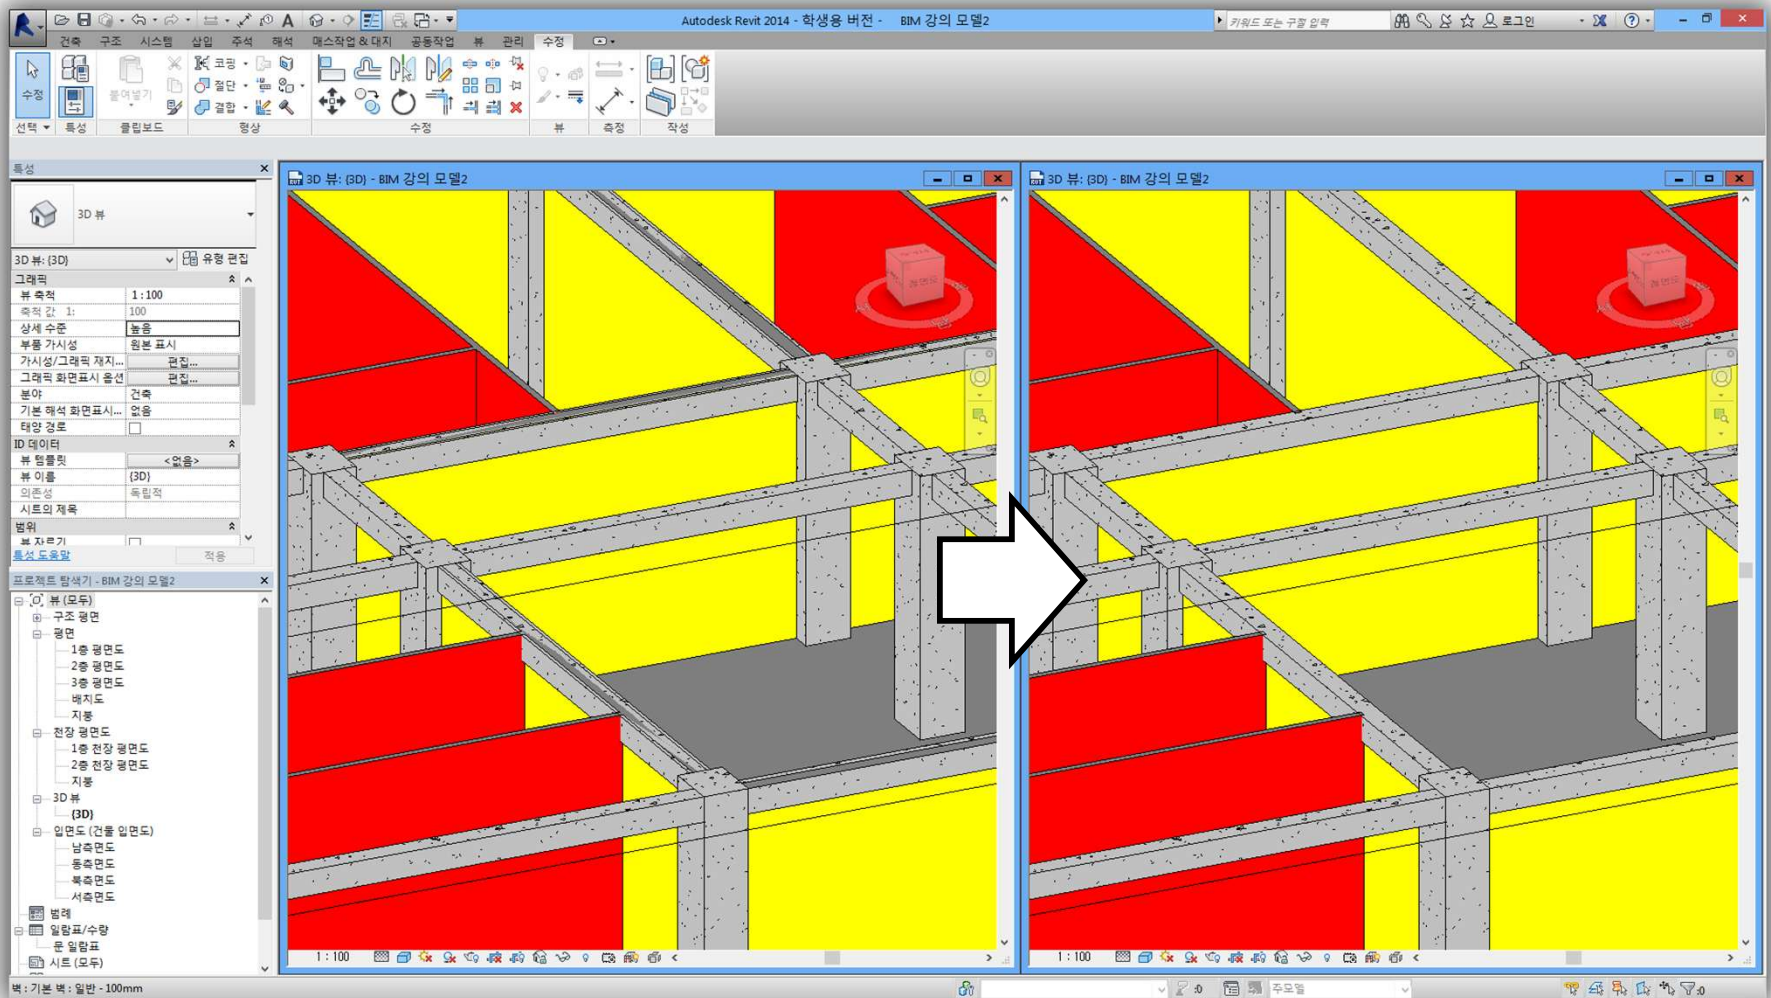 Autodesk Revit 2014 - 학생용 버전 - BIM 강의 모델2
키워드 또는 구절 입력
로그인
건축 구조 시스템 삽입 주석 해석 매스작업 & 대지 공동작업 뷰 관리 수정
수정
붙여넣기
코핑
절단
결합
선택 특성 클립보드 형상 수정 뷰 측정 작성
특성
3D 뷰
3D 뷰: {3D} 유형 편집
그래픽
뷰 축척 1 : 100
축척 값 1: 100
상세 수준 높음
부품 가시성 원본 표시
가시성/그래픽 재지... 편집...
그래픽 화면표시 옵션 편집...
분야 건축
기본 해석 화면표시... 없음
태양 경로
ID 데이터
뷰 템플릿 <없음>
뷰 이름 {3D}
의존성 독립적
시트의 제목
범위
뷰 자르기
특성 도움말 적용
프로젝트 탐색기 - BIM 강의 모델2
뷰 (모두)
구조 평면
평면
1층 평면도
2층 평면도
3층 평면도
배치도
지붕
천장 평면도
1층 천장 평면도
2층 천장 평면도
지붕
3D 뷰
{3D}
입면도 (건물 입면도)
남측면도
동측면도
북측면도
서측면도
범례
일람표/수량
문 일람표
시트 (모두)
3D 뷰: {3D} - BIM 강의 모델2
1 : 100
3D 뷰: {3D} - BIM 강의 모델2
1 : 100
벽 : 기본 벽 : 일반 - 100mm
:0
주모델
:0